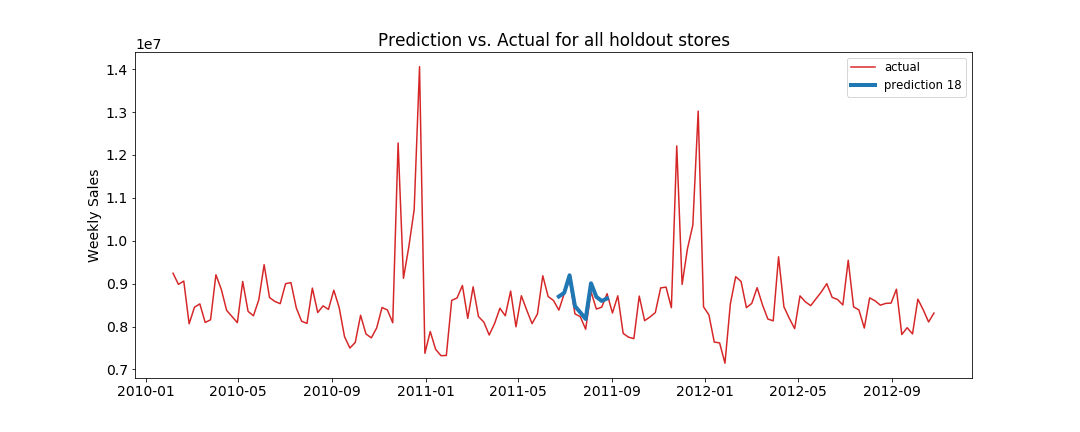 Prediction vs. Actual for all holdout stores
1e7
actual
prediction 18
1.4
1.3
1.2
1.1
1.0
0.9
0.8
0.7
Weekly Sales
2010-01 2010-05 2010-09 2011-01 2011-05 2011-09 2012-01 2012-05 2012-09